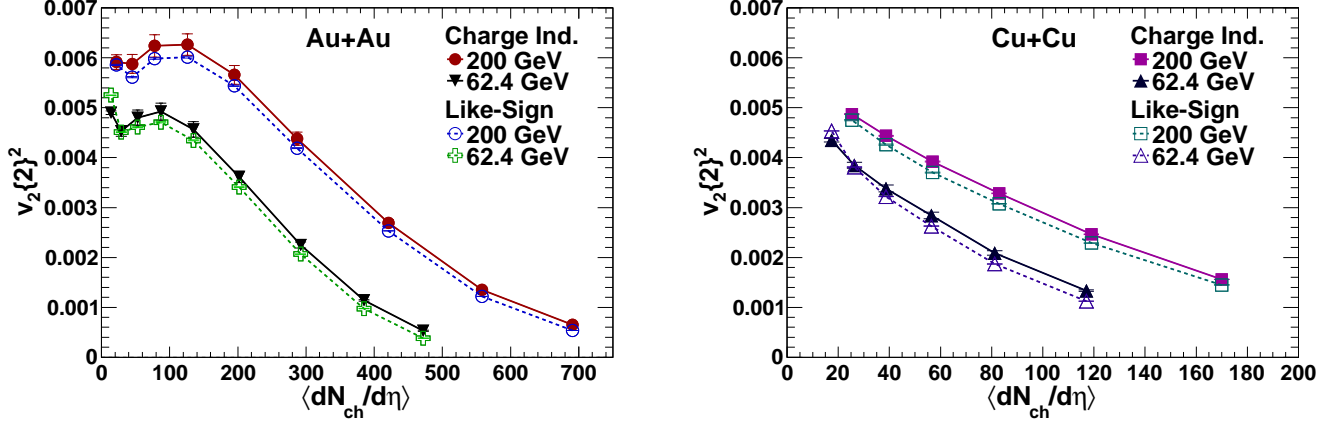 Au+Au
Charge Ind.
200 GeV
62.4 GeV
Like-Sign
200 GeV
62.4 GeV
v₂{2}²
0.007
0.006
0.005
0.004
0.003
0.002
0.001
0
0 100 200 300 400 500 600 700
⟨dN_ch/dη⟩
Cu+Cu
Charge Ind.
200 GeV
62.4 GeV
Like-Sign
200 GeV
62.4 GeV
v₂{2}²
0.007
0.006
0.005
0.004
0.003
0.002
0.001
0
0 20 40 60 80 100 120 140 160 180 200
⟨dN_ch/dη⟩